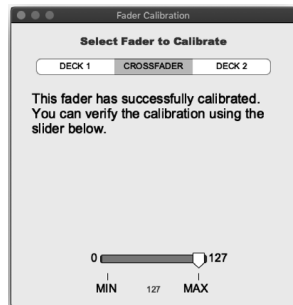 Fader Calibration
Select Fader to Calibrate
DECK 1 CROSSFADER DECK 2
This fader has successfully calibrated.
You can verify the calibration using the
slider below.
0 127
MIN 127 MAX